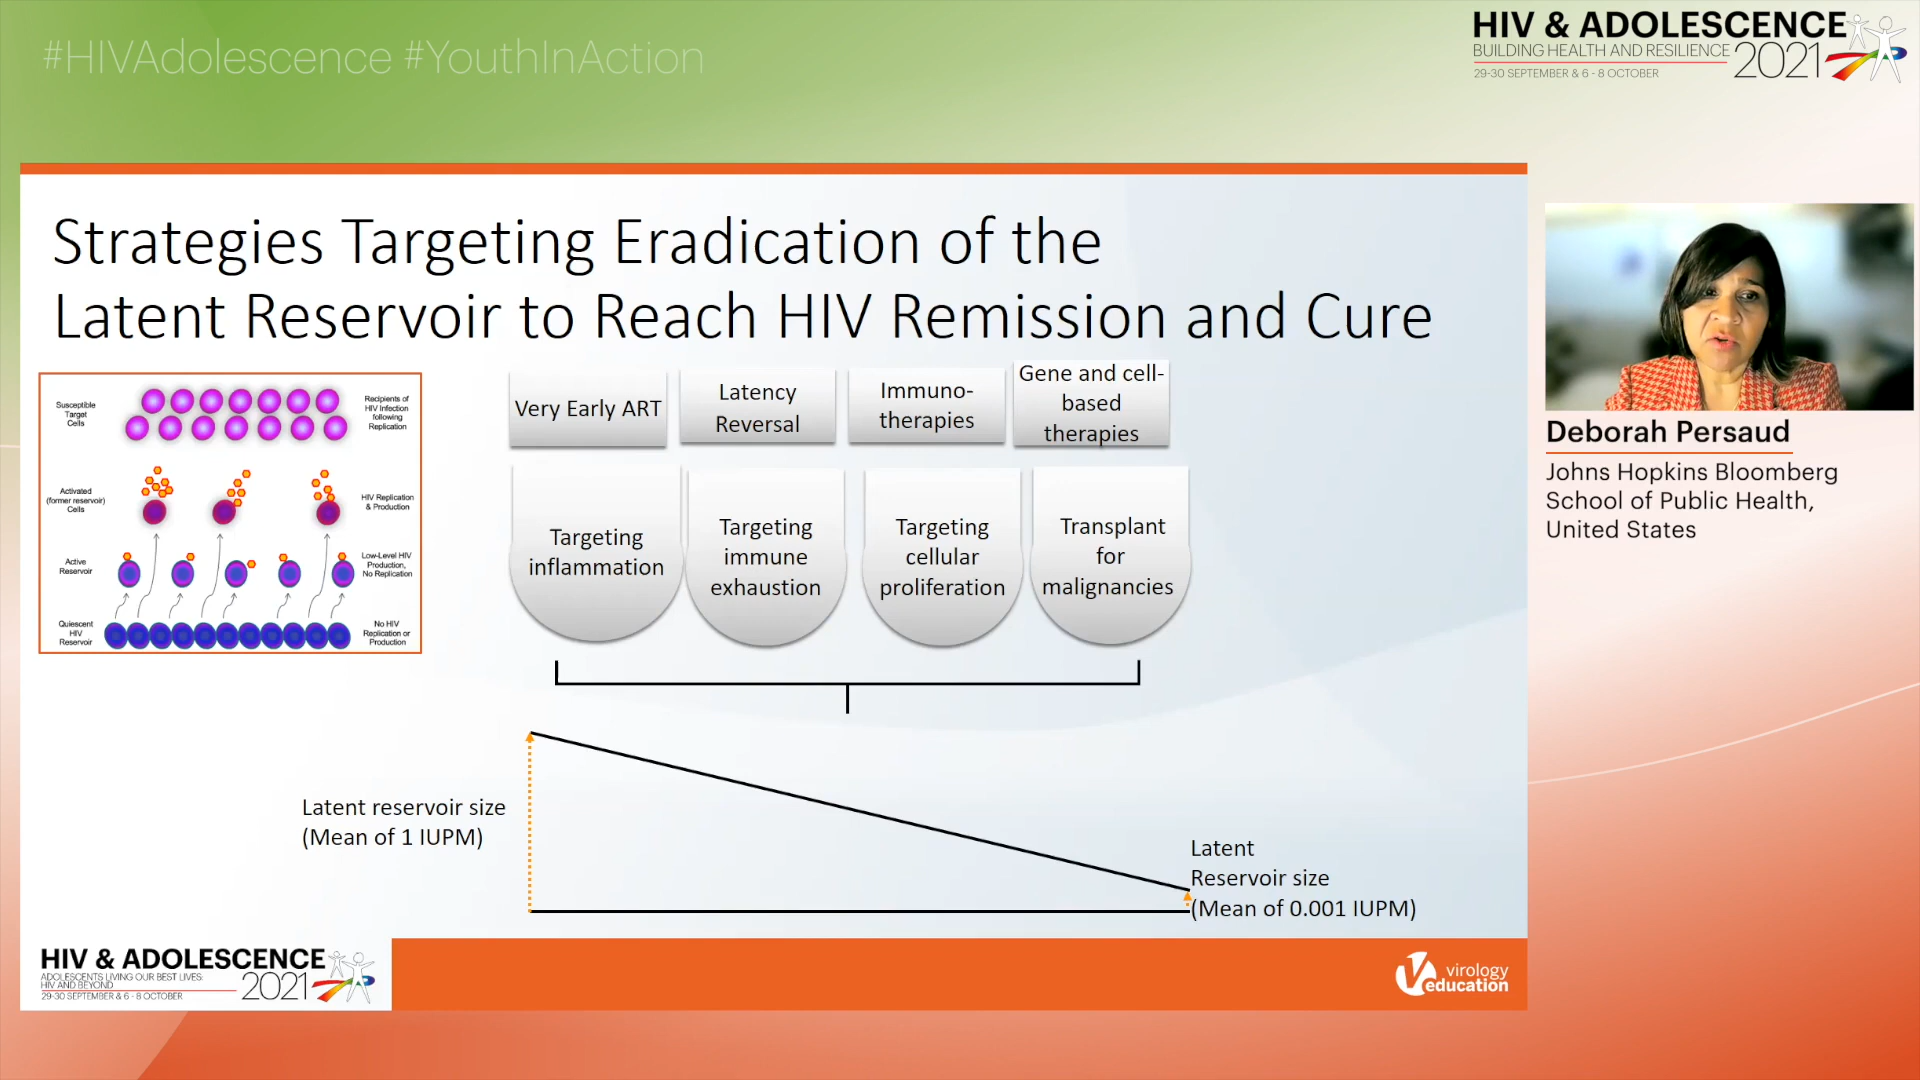 #HIVAdolescence #YouthInAction
HIV & ADOLESCENCE
BUILDING HEALTH AND RESILIENCE
2021
29-30 SEPTEMBER & 6 - 8 OCTOBER
Strategies Targeting Eradication of the
Latent Reservoir to Reach HIV Remission and Cure
Susceptible
Target
Cells
Recipients of
HIV Infection
following
Replication
Activated
(former reservoir)
Cells
HIV Replication
& Production
Active
Reservoir
Low-Level HIV
Production,
No Replication
Quiescent
HIV
Reservoir
No HIV
Replication or
Production
Very Early ART
Latency
Reversal
Immuno-
therapies
Gene and cell-
based
therapies
Targeting
inflammation
Targeting
immune
exhaustion
Targeting
cellular
proliferation
Transplant
for
malignancies
Latent reservoir size
(Mean of 1 IUPM)
Latent
Reservoir size
(Mean of 0.001 IUPM)
Deborah Persaud
Johns Hopkins Bloomberg
School of Public Health,
United States
HIV & ADOLESCENCE
ADOLESCENTS LIVING OUR BEST LIVES:
HIV AND BEYOND
2021
29-30 SEPTEMBER & 6 - 8 OCTOBER
virology
education